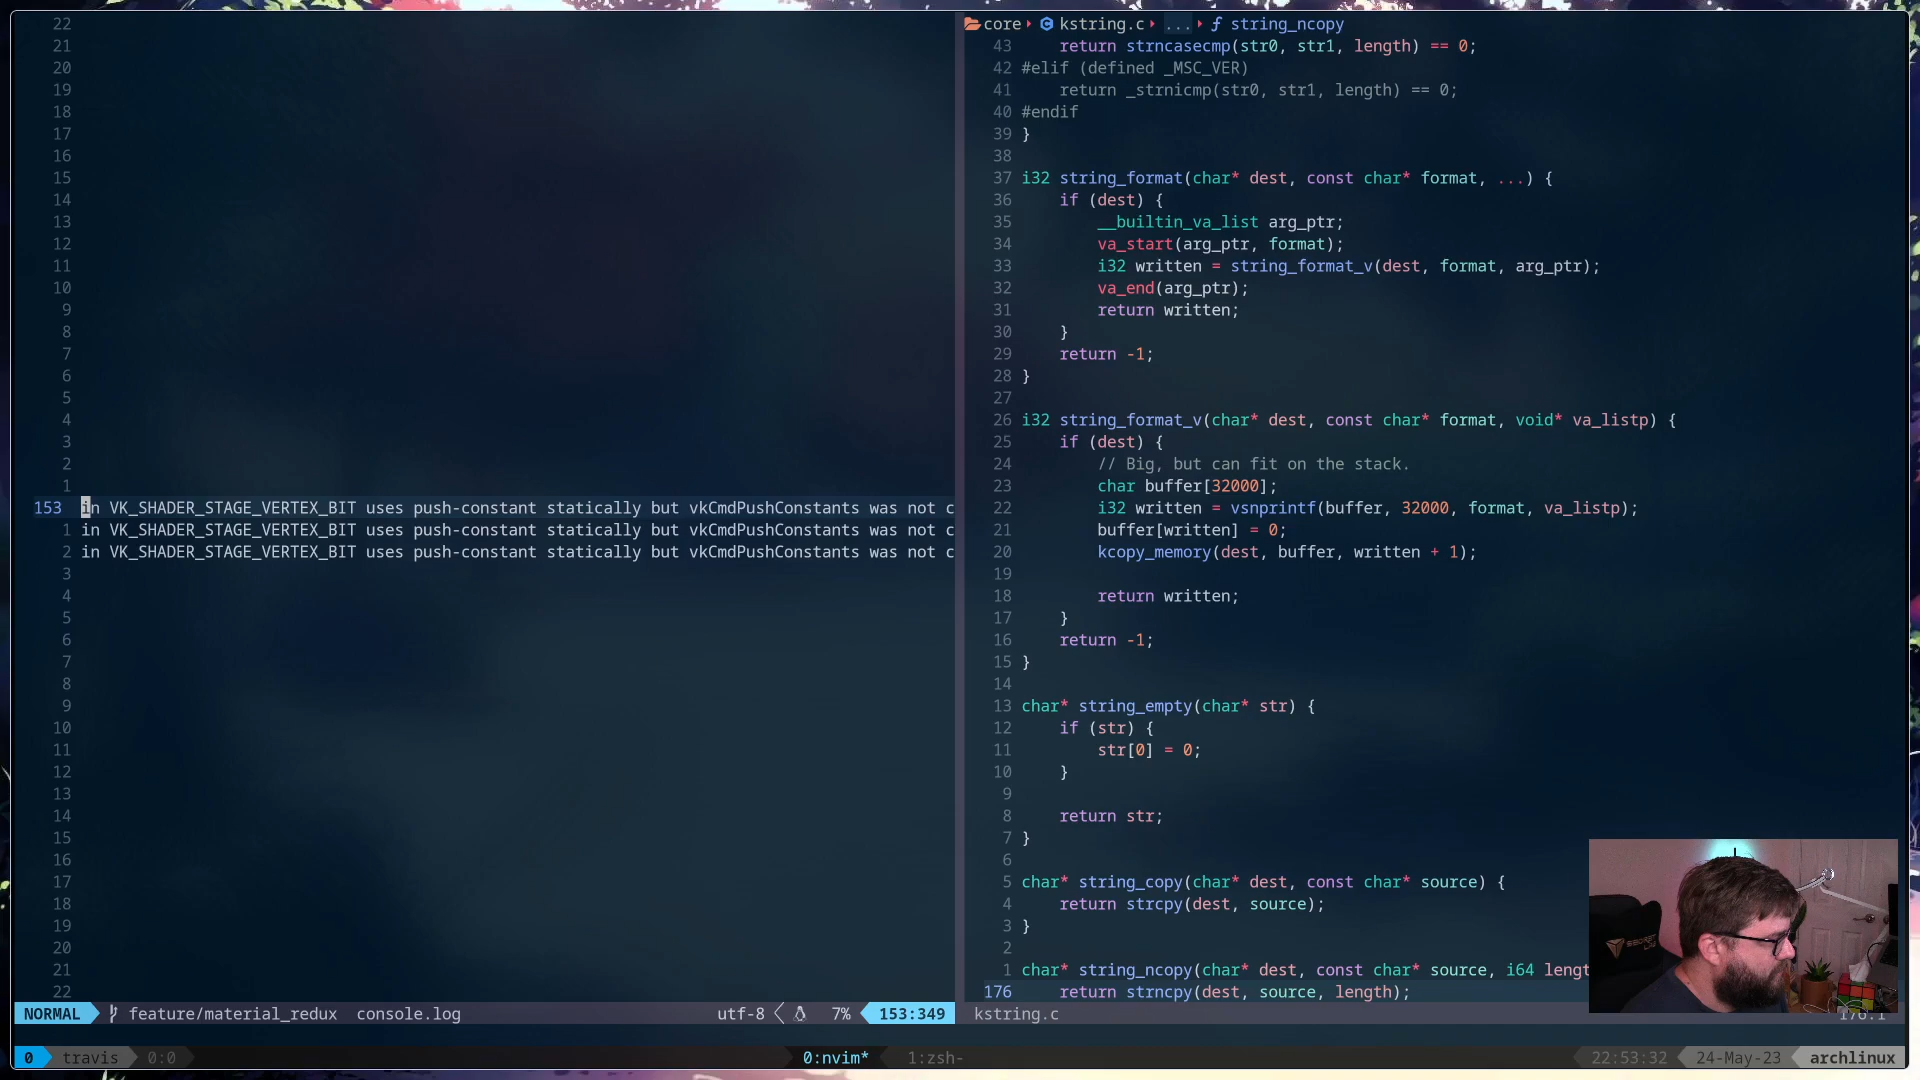 22
21
20
19
18
17
16
15
14
13
12
11
10
9
8
7
6
5
4
3
2
1
153 in VK_SHADER_STAGE_VERTEX_BIT uses push-constant statically but vkCmdPushConstants was not c
1 in VK_SHADER_STAGE_VERTEX_BIT uses push-constant statically but vkCmdPushConstants was not c
2 in VK_SHADER_STAGE_VERTEX_BIT uses push-constant statically but vkCmdPushConstants was not c
3
4
5
6
7
8
9
10
11
12
13
14
15
16
17
18
19
20
21
22
NORMAL feature/material_redux console.log utf-8 7% 153:349
core kstring.c ... string_ncopy
43 return strncasecmp(str0, str1, length) == 0;
42 #elif (defined _MSC_VER)
41 return _strnicmp(str0, str1, length) == 0;
40 #endif
39 }
38
37 i32 string_format(char* dest, const char* format, ...) {
36 if (dest) {
35 __builtin_va_list arg_ptr;
34 va_start(arg_ptr, format);
33 i32 written = string_format_v(dest, format, arg_ptr);
32 va_end(arg_ptr);
31 return written;
30 }
29 return -1;
28 }
27
26 i32 string_format_v(char* dest, const char* format, void* va_listp) {
25 if (dest) {
24 // Big, but can fit on the stack.
23 char buffer[32000];
22 i32 written = vsnprintf(buffer, 32000, format, va_listp);
21 buffer[written] = 0;
20 kcopy_memory(dest, buffer, written + 1);
19
18 return written;
17 }
16 return -1;
15 }
14
13 char* string_empty(char* str) {
12 if (str) {
11 str[0] = 0;
10 }
9
8 return str;
7 }
6
5 char* string_copy(char* dest, const char* source) {
4 return strcpy(dest, source);
3 }
2
1 char* string_ncopy(char* dest, const char* source, i64 lengt
176 return strncpy(dest, source, length);
kstring.c
0 travis 0:0 0:nvim* 1:zsh- 22:53:32 24-May-23 archlinux